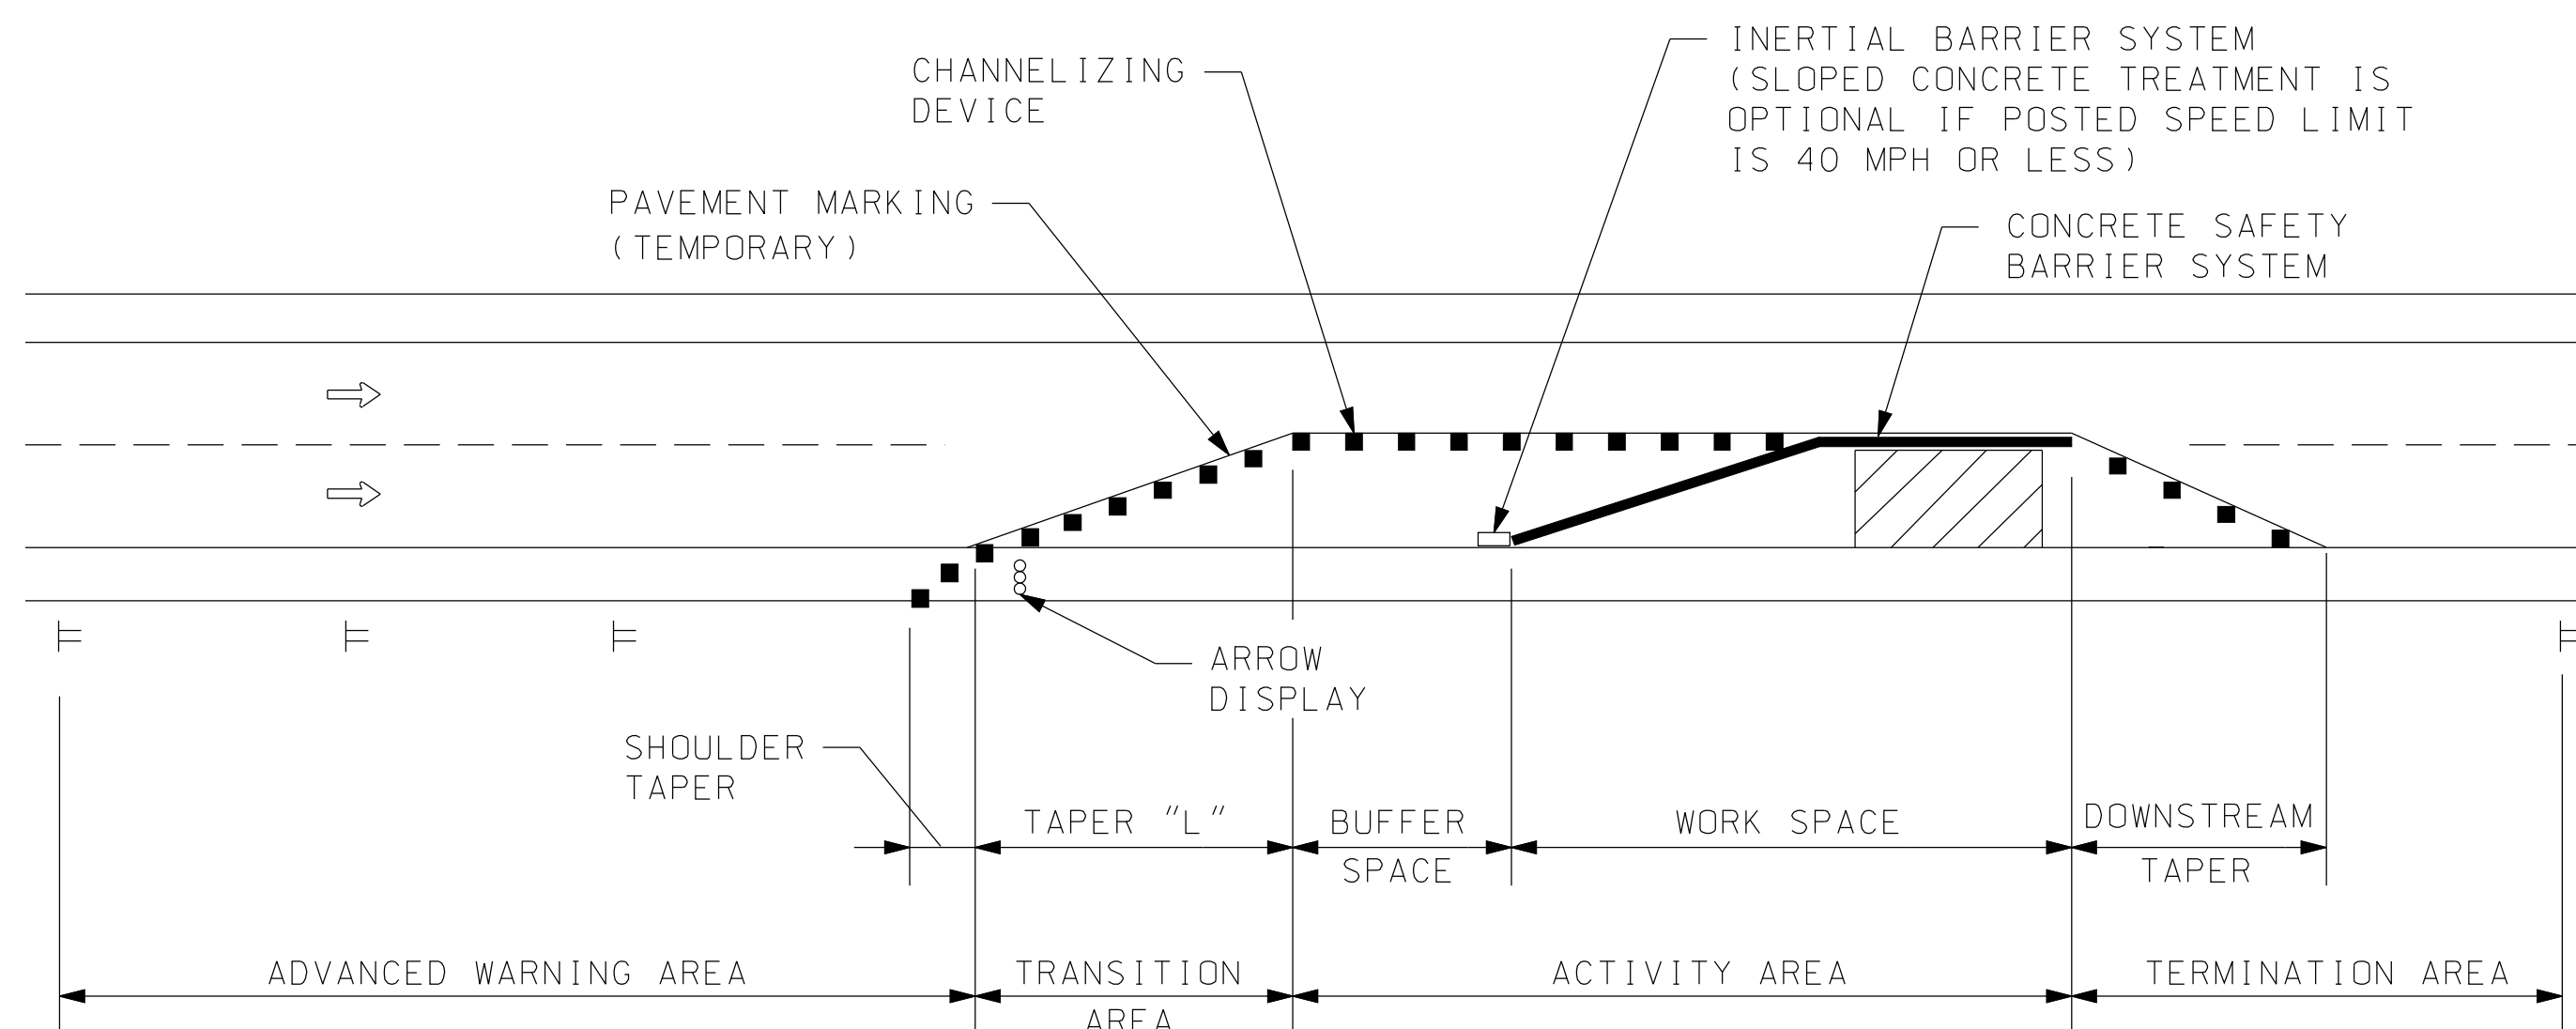 INERTIAL BARRIER SYSTEM
(SLOPED CONCRETE TREATMENT IS
OPTIONAL IF POSTED SPEED LIMIT
IS 40 MPH OR LESS)
CHANNELIZING
DEVICE
PAVEMENT MARKING
(TEMPORARY)
CONCRETE SAFETY
BARRIER SYSTEM
ARROW
DISPLAY
SHOULDER
TAPER
TAPER "L"
BUFFER
SPACE
WORK SPACE
DOWNSTREAM
TAPER
ADVANCED WARNING AREA
TRANSITION
AREA
ACTIVITY AREA
TERMINATION AREA